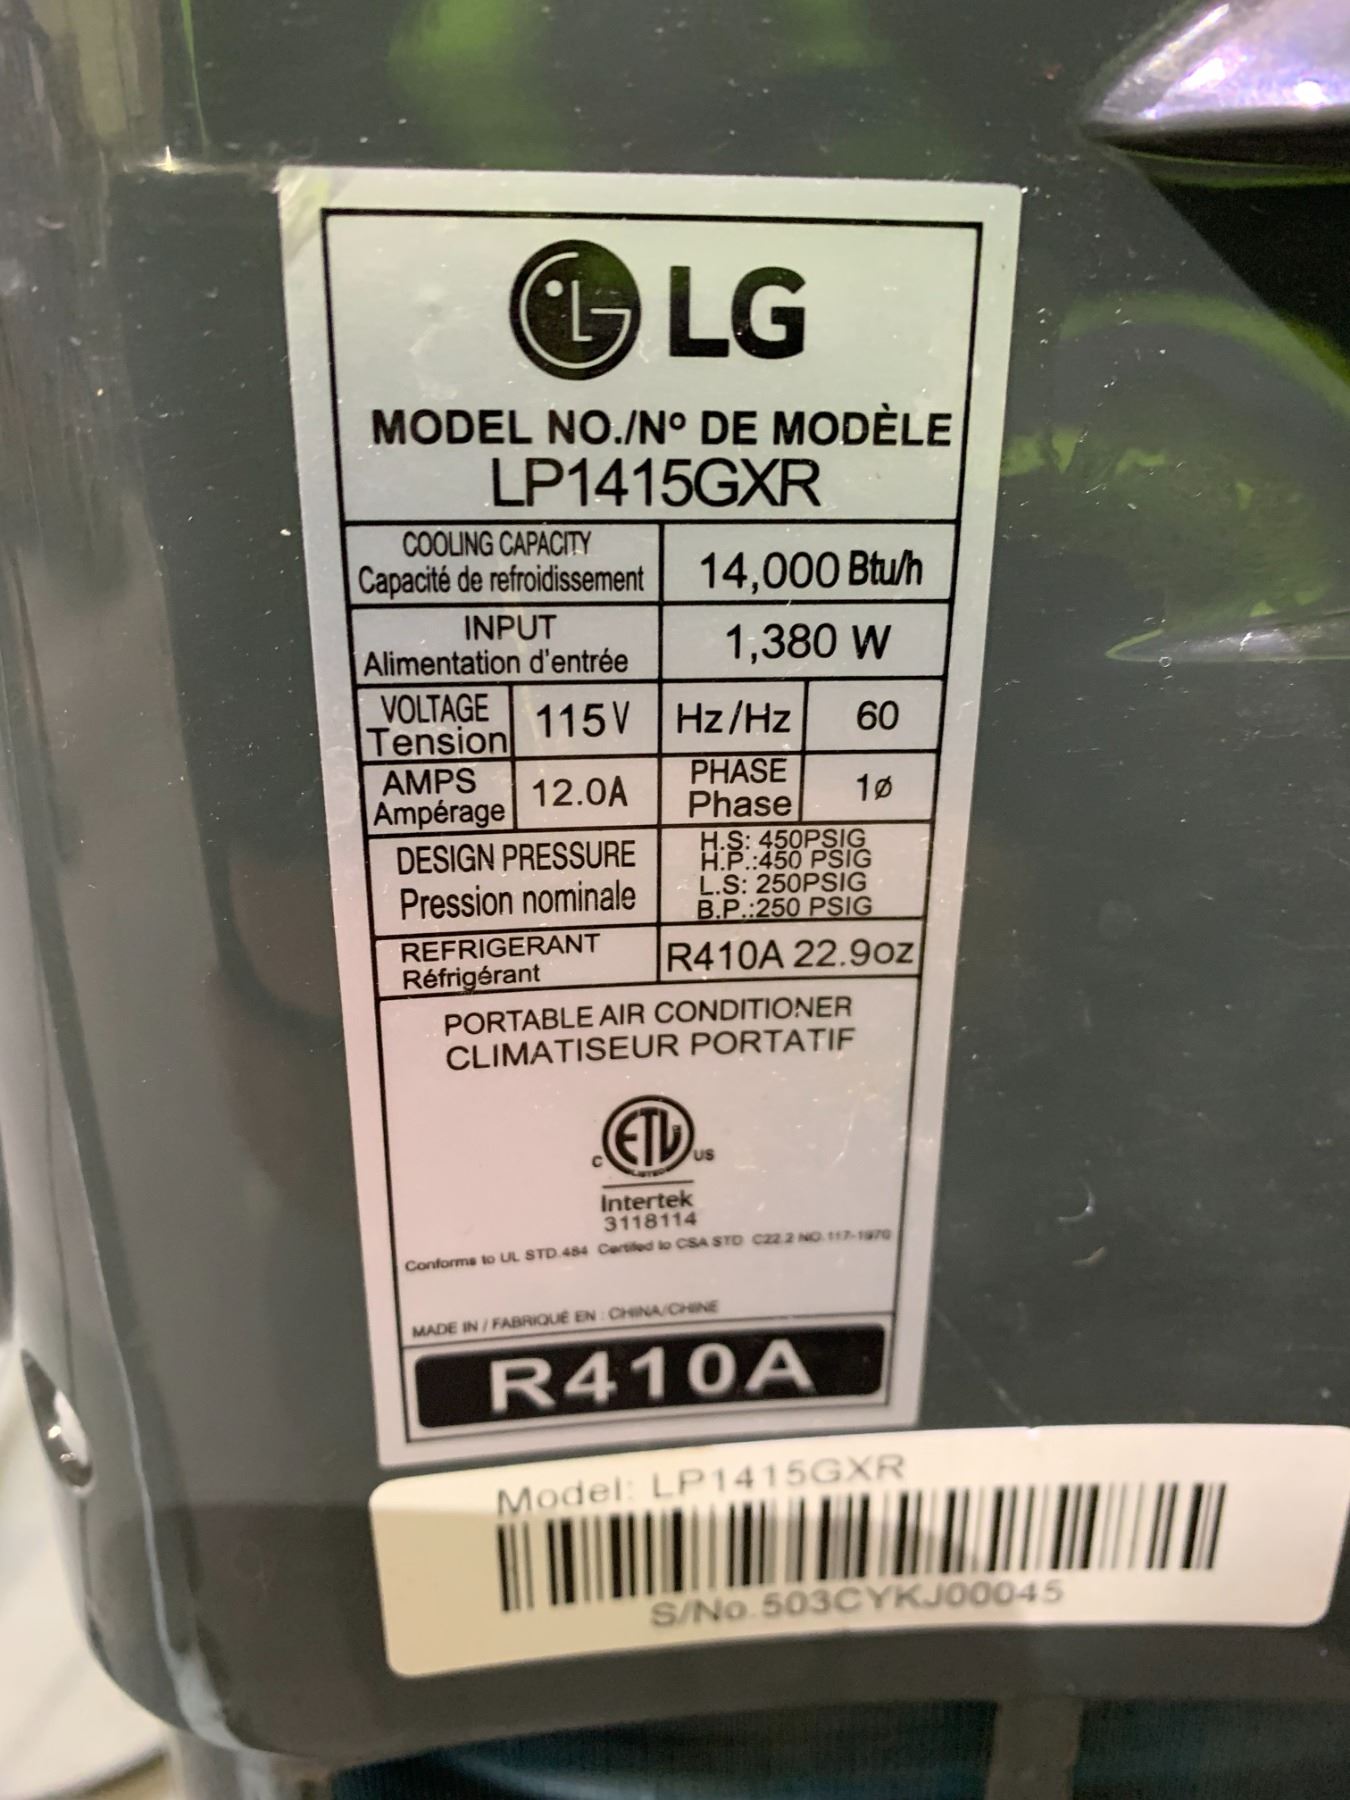 LG
MODEL NO./Nº DE MODÈLE
LP1415GXR
COOLING CAPACITY
Capacité de refroidissement
14,000 Btu/h
INPUT
Alimentation d'entrée
1,380 W
VOLTAGE
Tension
115V
Hz/Hz
60
AMPS
Ampérage
12.0A
PHASE
Phase
1ø
DESIGN PRESSURE
Pression nominale
H.S: 450PSIG
H.P.:450 PSIG
L.S: 250PSIG
B.P.:250 PSIG
REFRIGERANT
Réfrigérant
R410A 22.9oz
PORTABLE AIR CONDITIONER
CLIMATISEUR PORTATIF
C ETL US
LISTED
Intertek
3118114
Conforms to UL STD.484 Certifed to CSA STD C22.2 NO.117-1970
MADE IN / FABRIQUÉ EN : CHINA/CHINE
R410A
Model: LP1415GXR
S/No.503CYKJ00045